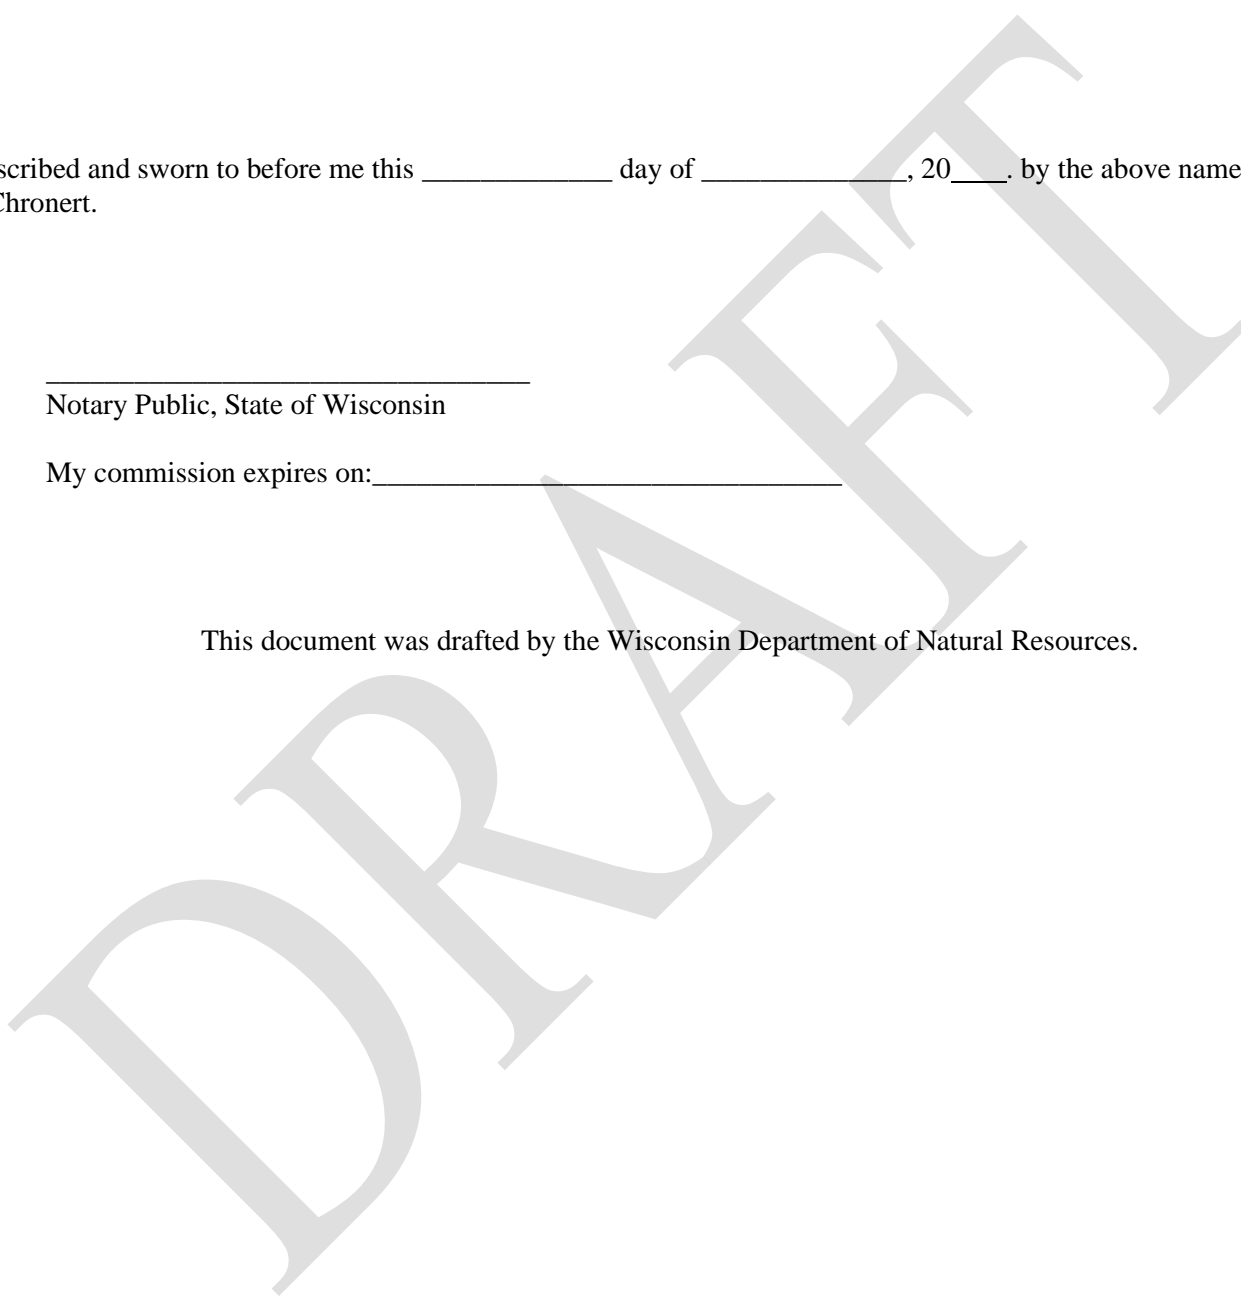 scribed and sworn to before me this _____________ day of ______________, 20____. by the above name
Chronert.
_________________________________
Notary Public, State of Wisconsin
My commission expires on:________________________________
This document was drafted by the Wisconsin Department of Natural Resources.
DRAFT